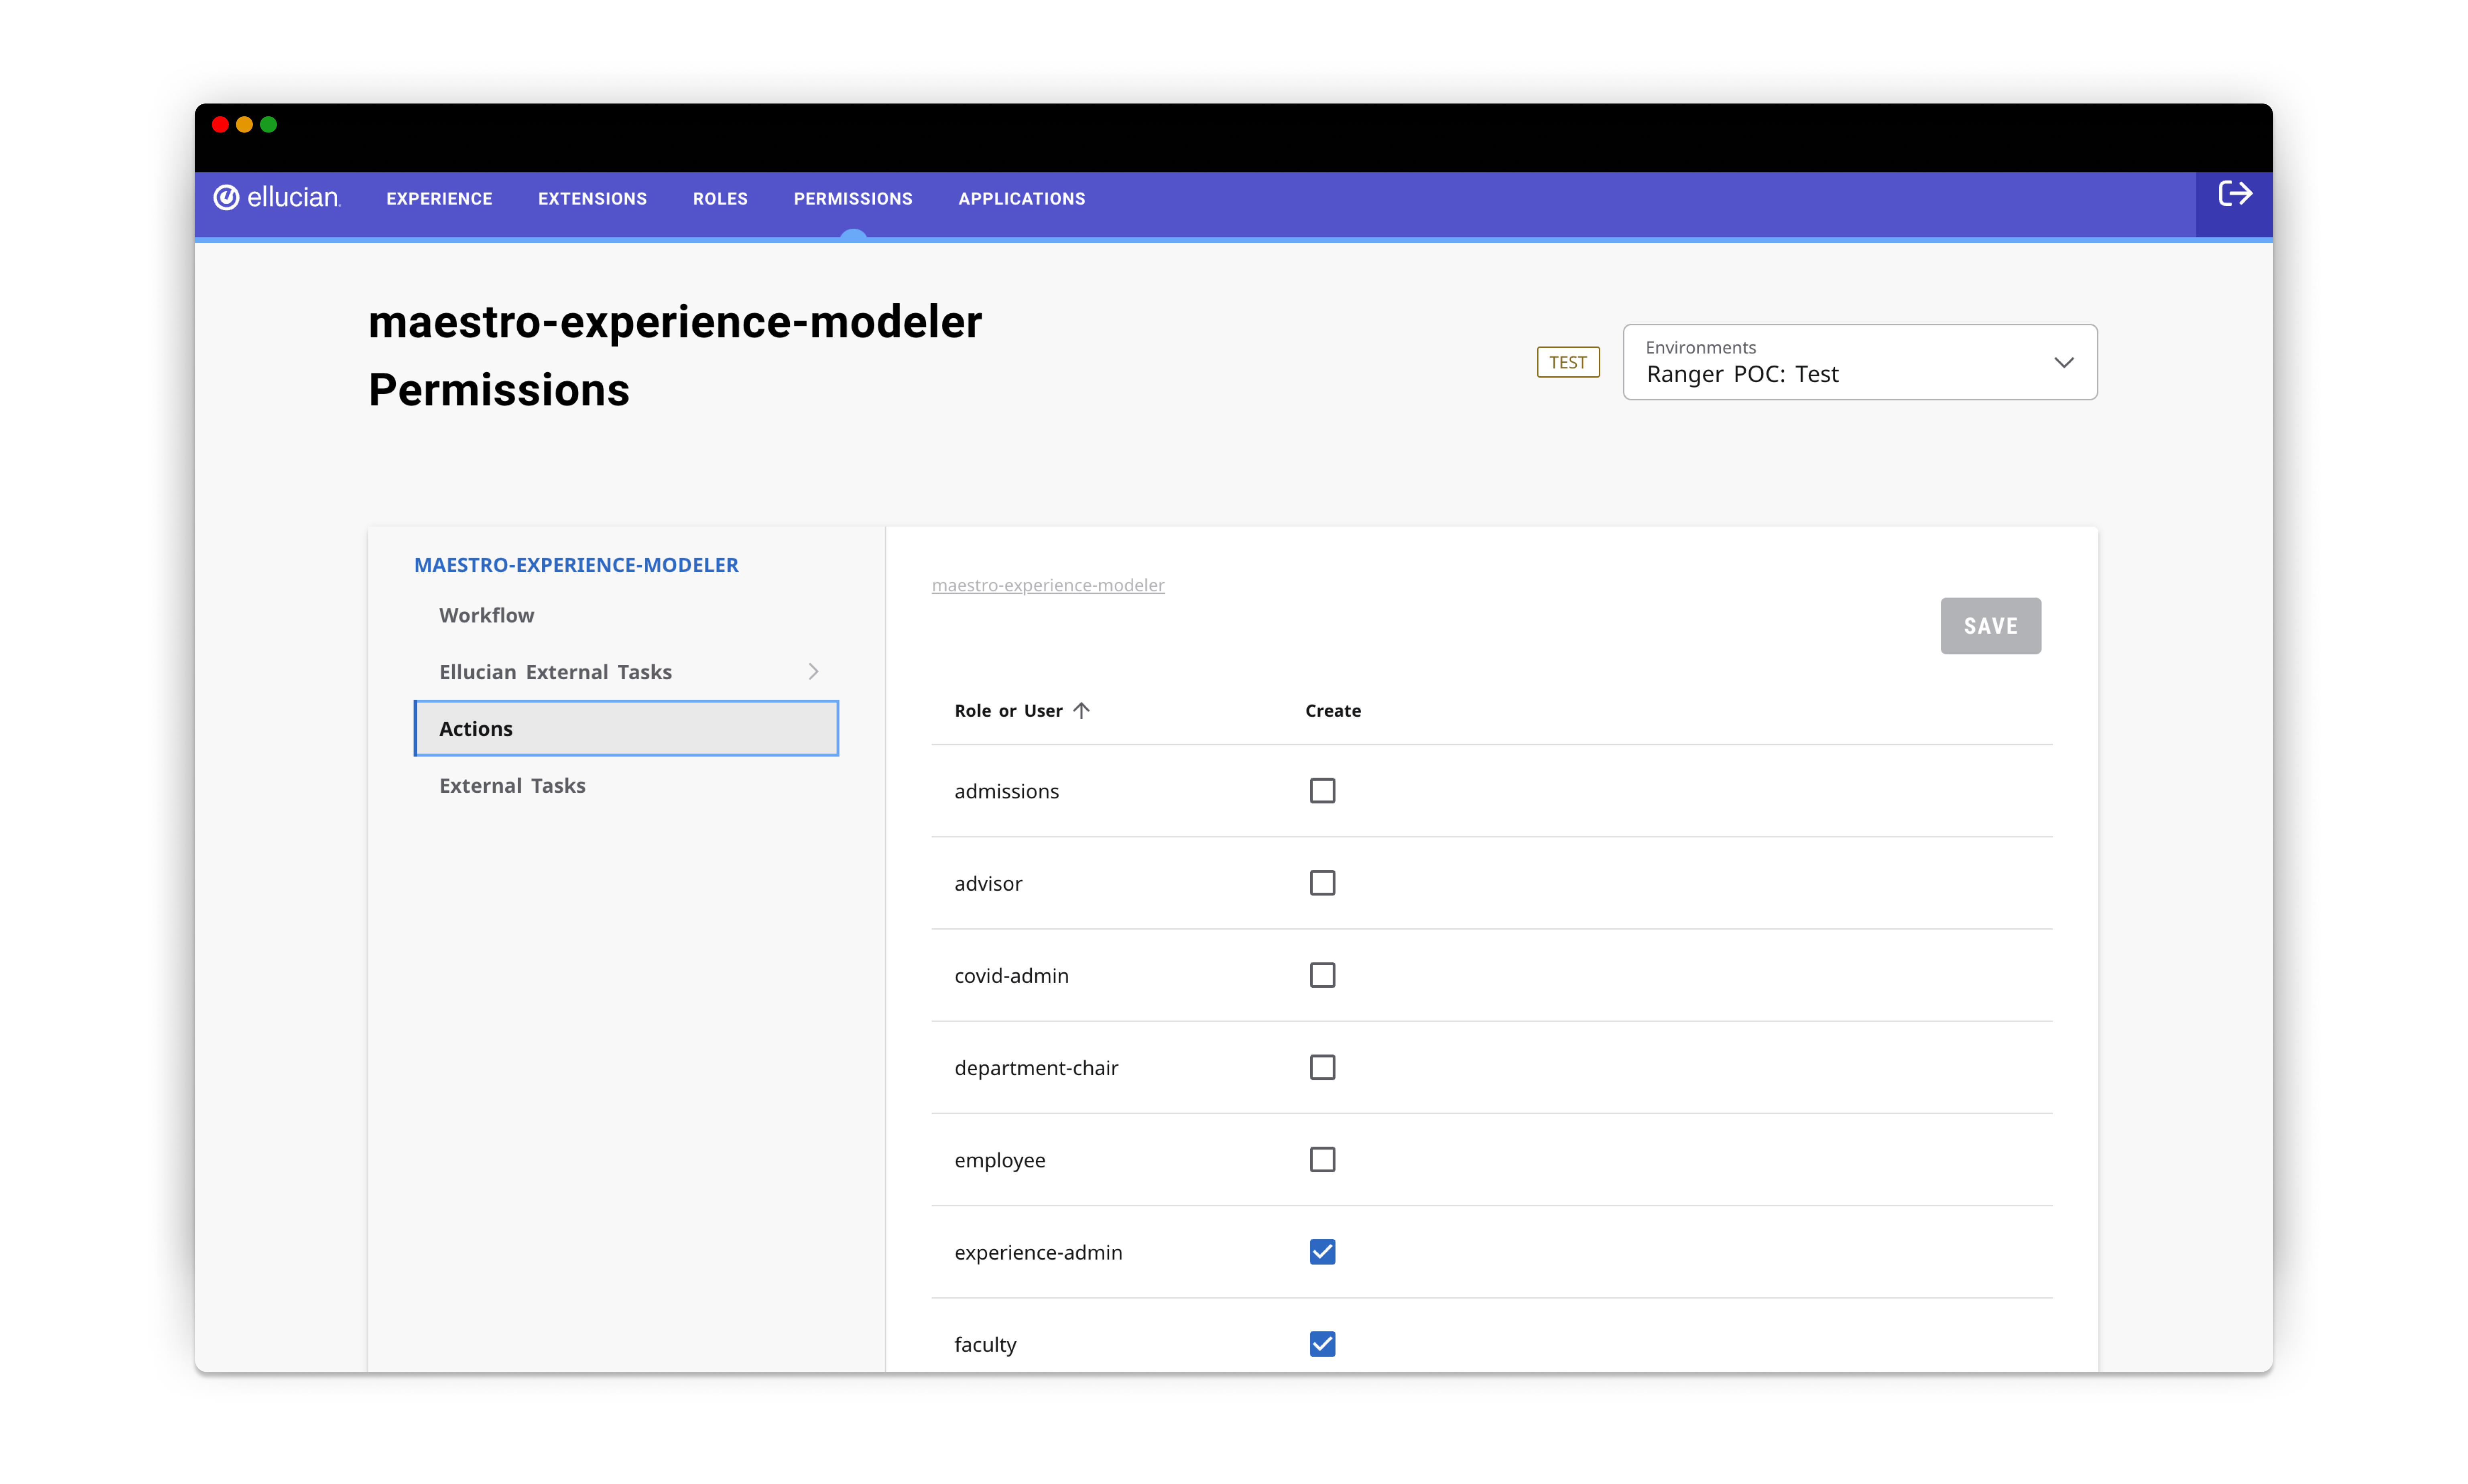 ellucian. EXPERIENCE EXTENSIONS ROLES PERMISSIONS APPLICATIONS
maestro-experience-modeler
Permissions
TEST
Environments
Ranger POC: Test
MAESTRO-EXPERIENCE-MODELER
Workflow
Ellucian External Tasks
Actions
External Tasks
maestro-experience-modeler
SAVE
Role or User Create
admissions
advisor
covid-admin
department-chair
employee
experience-admin
faculty